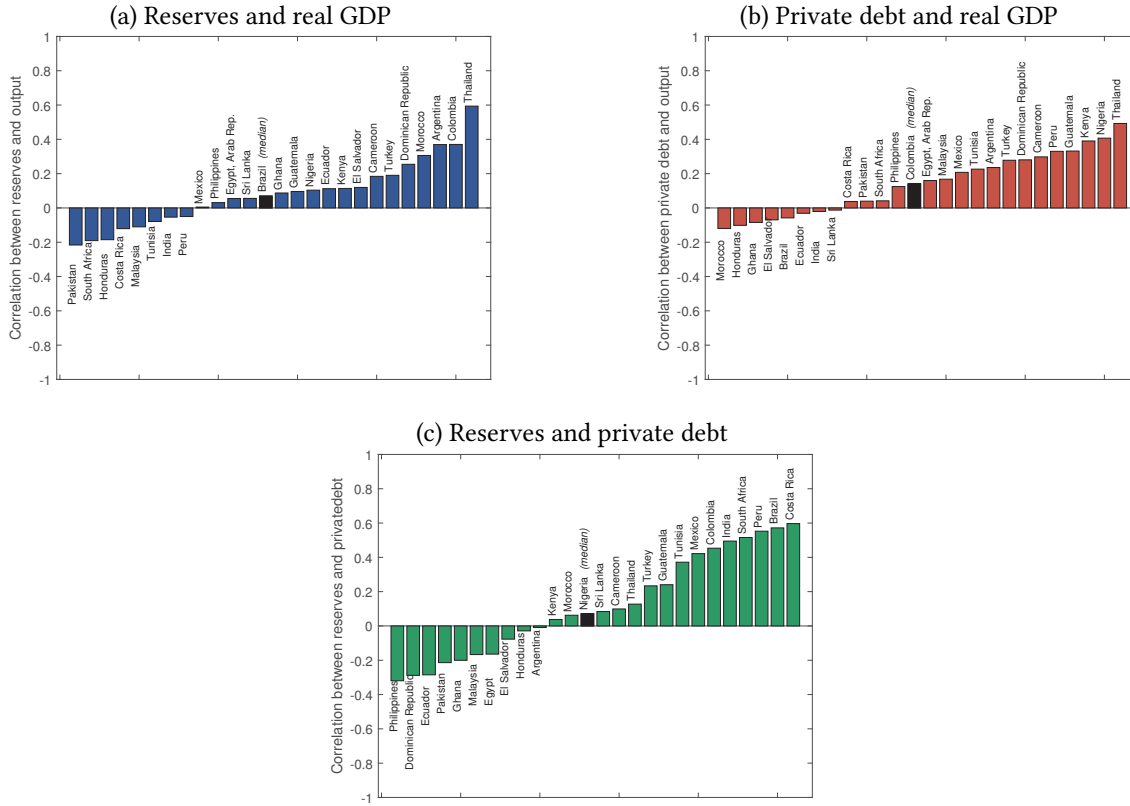 (a) Reserves and real GDP
Correlation between reserves and output
1
0.8
0.6
0.4
0.2
0
-0.2
-0.4
-0.6
-0.8
-1
Pakistan
South Africa
Honduras
Costa Rica
Malaysia
Tunisia
India
Peru
Mexico
Philippines
Egypt, Arab Rep.
Sri Lanka
Brazil (median)
Ghana
Guatemala
Nigeria
Ecuador
Kenya
El Salvador
Cameroon
Turkey
Dominican Republic
Morocco
Argentina
Colombia
Thailand
(b) Private debt and real GDP
Correlation between private debt and output
1
0.8
0.6
0.4
0.2
0
-0.2
-0.4
-0.6
-0.8
-1
Morocco
Honduras
Ghana
El Salvador
Brazil
Ecuador
India
Sri Lanka
Costa Rica
Pakistan
South Africa
Philippines
Colombia (median)
Egypt, Arab Rep.
Malaysia
Mexico
Tunisia
Argentina
Turkey
Dominican Republic
Cameroon
Peru
Guatemala
Kenya
Nigeria
Thailand
(c) Reserves and private debt
Correlation between reserves and privatedebt
1
0.8
0.6
0.4
0.2
0
-0.2
-0.4
-0.6
-0.8
-1
Philippines
Dominican Republic
Ecuador
Pakistan
Ghana
Malaysia
Egypt
El Salvador
Honduras
Argentina
Kenya
Morocco
Nigeria (median)
Sri Lanka
Cameroon
Thailand
Turkey
Guatemala
Tunisia
Mexico
Colombia
India
South Africa
Peru
Brazil
Costa Rica